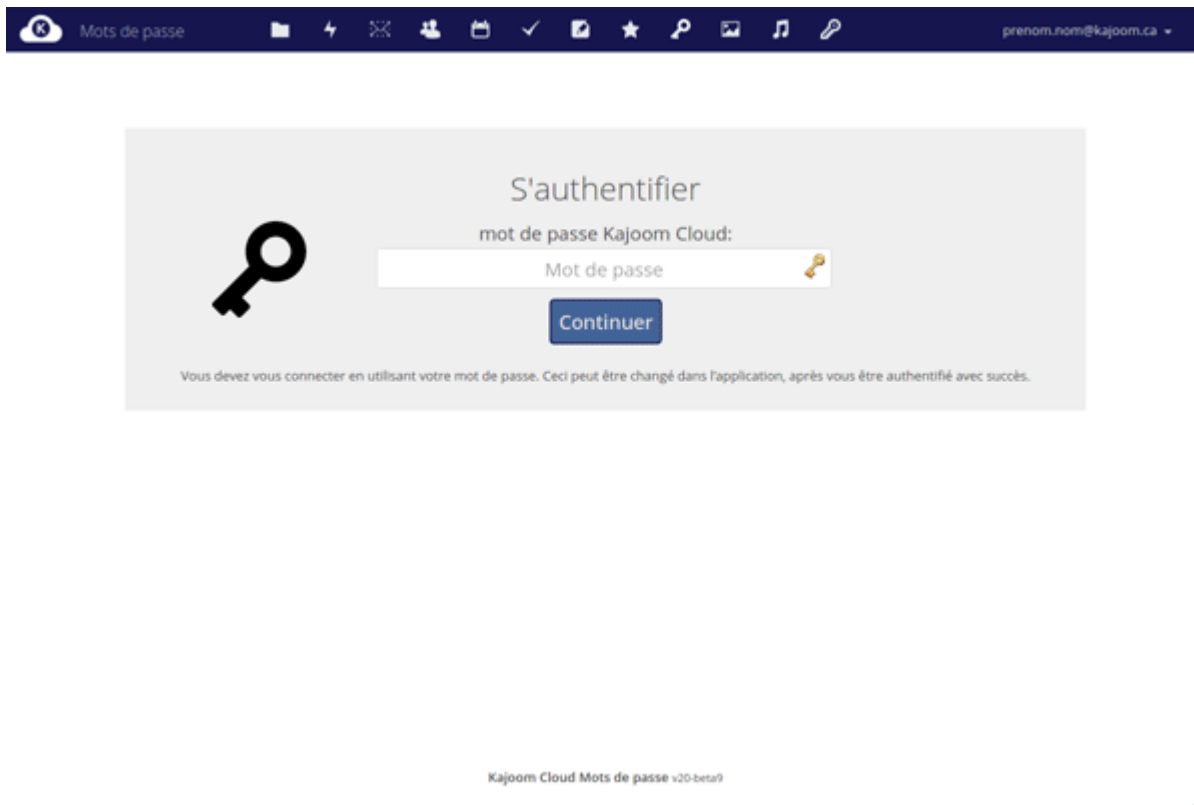 K
Mots de passe
prenom.nom@kajoom.ca
S'authentifier
mot de passe Kajoom Cloud:
Mot de passe
Continuer
Vous devez vous connecter en utilisant votre mot de passe. Ceci peut être changé dans l'application, après vous être authentifié avec succès.
Kajoom Cloud Mots de passe v20-beta9